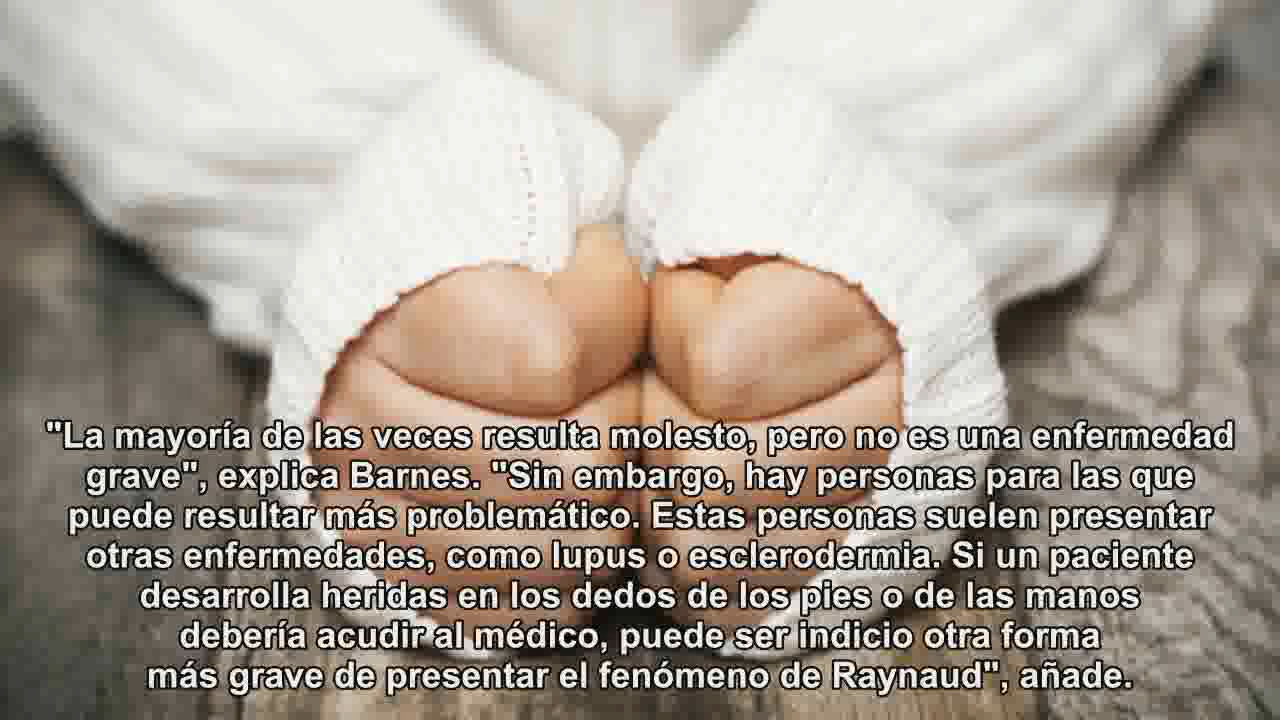 "La mayoría de las veces resulta molesto, pero no es una enfermedad
grave", explica Barnes. "Sin embargo, hay personas para las que
puede resultar más problemático. Estas personas suelen presentar
otras enfermedades, como lupus o esclerodermia. Si un paciente
desarrolla heridas en los dedos de los pies o de las manos
debería acudir al médico, puede ser indicio otra forma
más grave de presentar el fenómeno de Raynaud", añade.